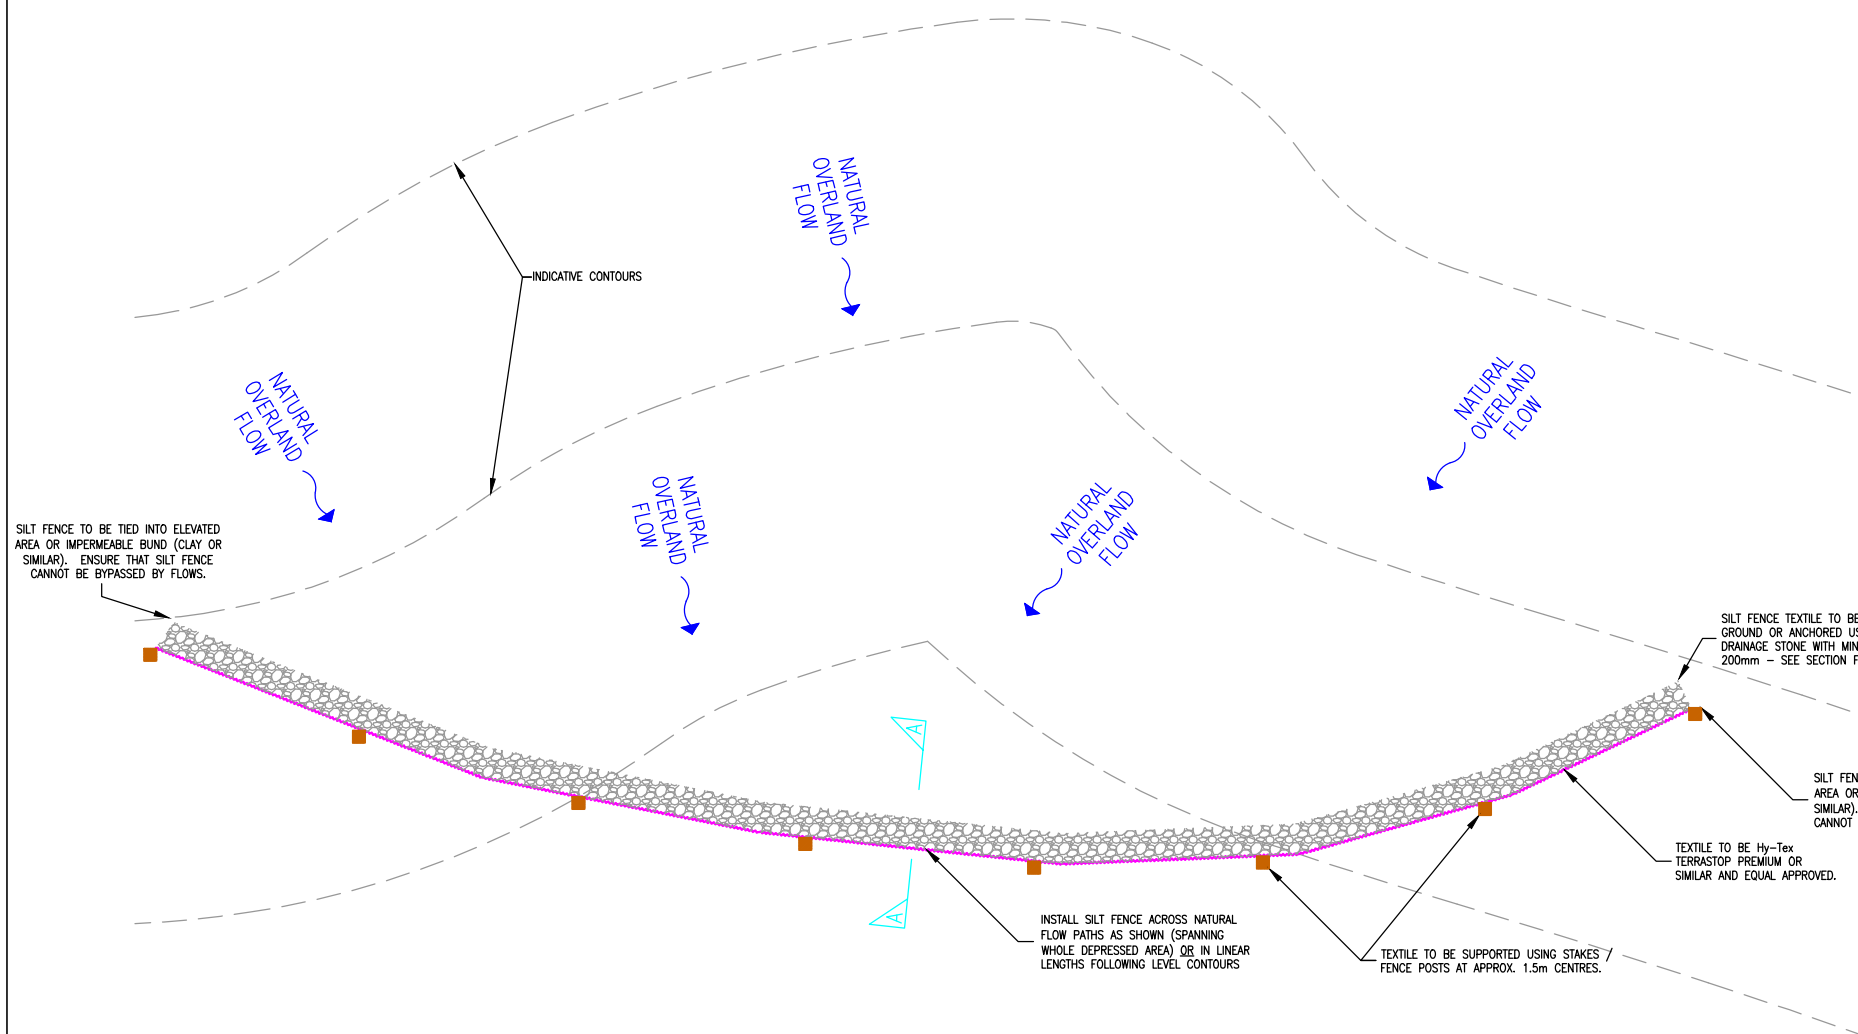 NATURAL
OVERLAND
FLOW
INDICATIVE CONTOURS
NATURAL
OVERLAND
FLOW
NATURAL
OVERLAND
FLOW
NATURAL
OVERLAND
FLOW
NATURAL
OVERLAND
FLOW
SILT FENCE TO BE TIED INTO ELEVATED
AREA OR IMPERMEABLE BUND (CLAY OR
SIMILAR). ENSURE THAT SILT FENCE
CANNOT BE BYPASSED BY FLOWS.
SILT FENCE TEXTILE TO BE
GROUND OR ANCHORED US
DRAINAGE STONE WITH MIN
200mm – SEE SECTION F
A
SILT FEN
AREA OR
SIMILAR).
CANNOT
TEXTILE TO BE Hy–Tex
TERRASTOP PREMIUM OR
SIMILAR AND EQUAL APPROVED.
A
INSTALL SILT FENCE ACROSS NATURAL
FLOW PATHS AS SHOWN (SPANNING
WHOLE DEPRESSED AREA) OR IN LINEAR
LENGTHS FOLLOWING LEVEL CONTOURS
TEXTILE TO BE SUPPORTED USING STAKES /
FENCE POSTS AT APPROX. 1.5m CENTRES.